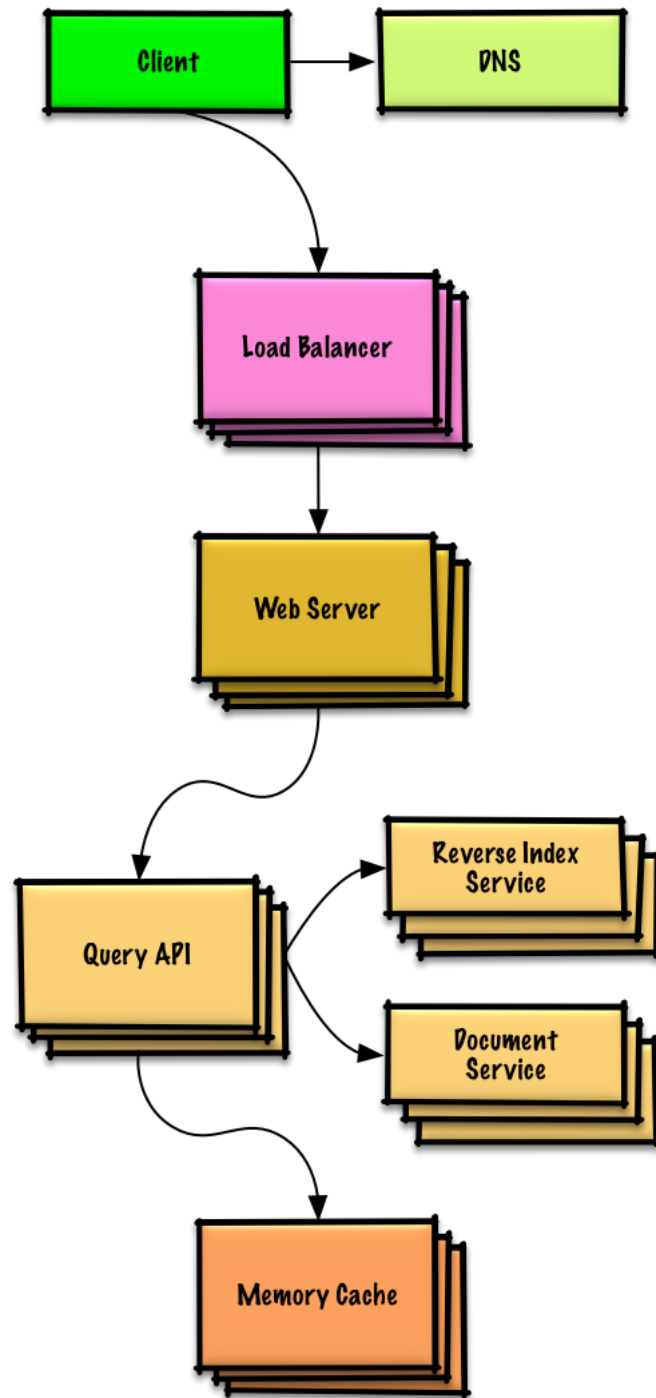 Client
DNS
Load Balancer
Web Server
Reverse Index
Service
Query API
Document
Service
Memory Cache